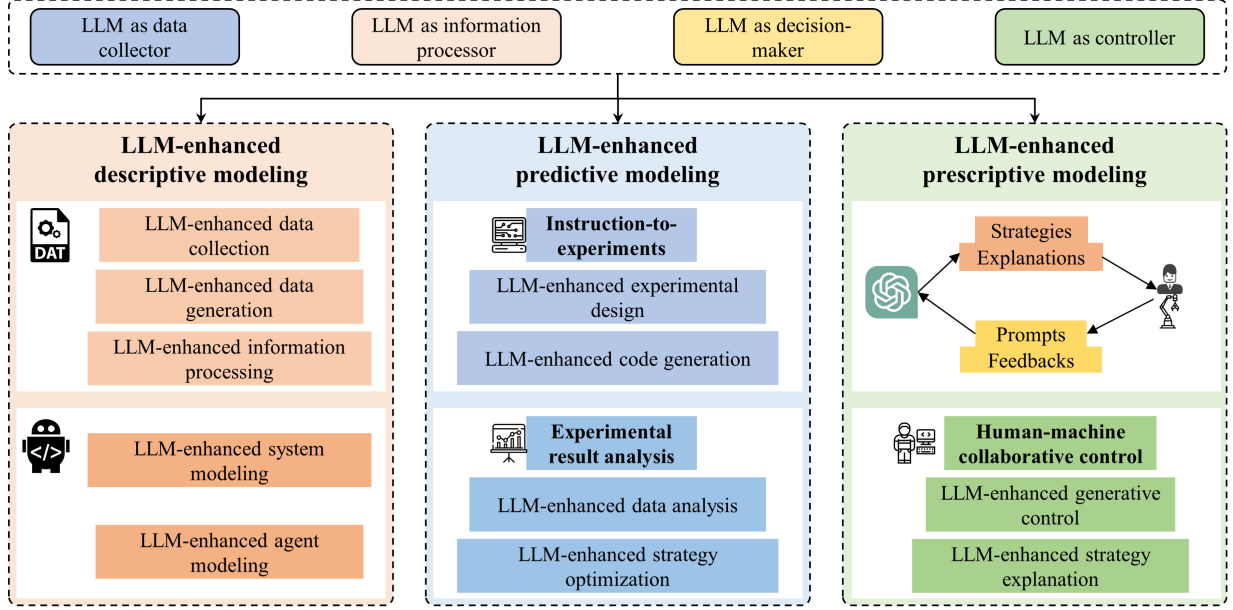 LLM as data
collector
LLM as information
processor
LLM as decision-
maker
LLM as controller
LLM-enhanced
descriptive modeling
DAT
LLM-enhanced data
collection
LLM-enhanced data
generation
LLM-enhanced information
processing
</>
LLM-enhanced system
modeling
LLM-enhanced agent
modeling
LLM-enhanced
predictive modeling
Instruction-to-
experiments
LLM-enhanced experimental
design
LLM-enhanced code generation
Experimental
result analysis
LLM-enhanced data analysis
LLM-enhanced strategy
optimization
LLM-enhanced
prescriptive modeling
Strategies
Explanations
Prompts
Feedbacks
Human-machine
collaborative control
LLM-enhanced generative
control
LLM-enhanced strategy
explanation